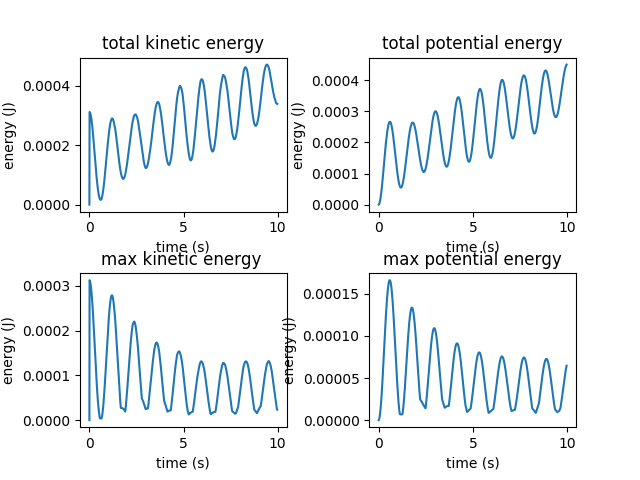 total kinetic energy
energy (J)
0.0004
0.0002
0.0000
0
5
10
time (s)
total potential energy
energy (J)
0.0004
0.0003
0.0002
0.0001
0.0000
0
5
10
time (s)
max kinetic energy
energy (J)
0.0003
0.0002
0.0001
0.0000
0
5
10
time (s)
max potential energy
energy (J)
0.00015
0.00010
0.00005
0.00000
0
5
10
time (s)